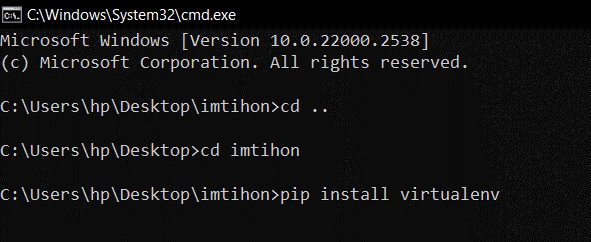 C:\Windows\System32\cmd.exe
Microsoft Windows [Version 10.0.22000.2538]
(c) Microsoft Corporation. All rights reserved.
C:\Users\hp\Desktop\imtihon>cd ..
C:\Users\hp\Desktop>cd imtihon
C:\Users\hp\Desktop\imtihon>pip install virtualenv